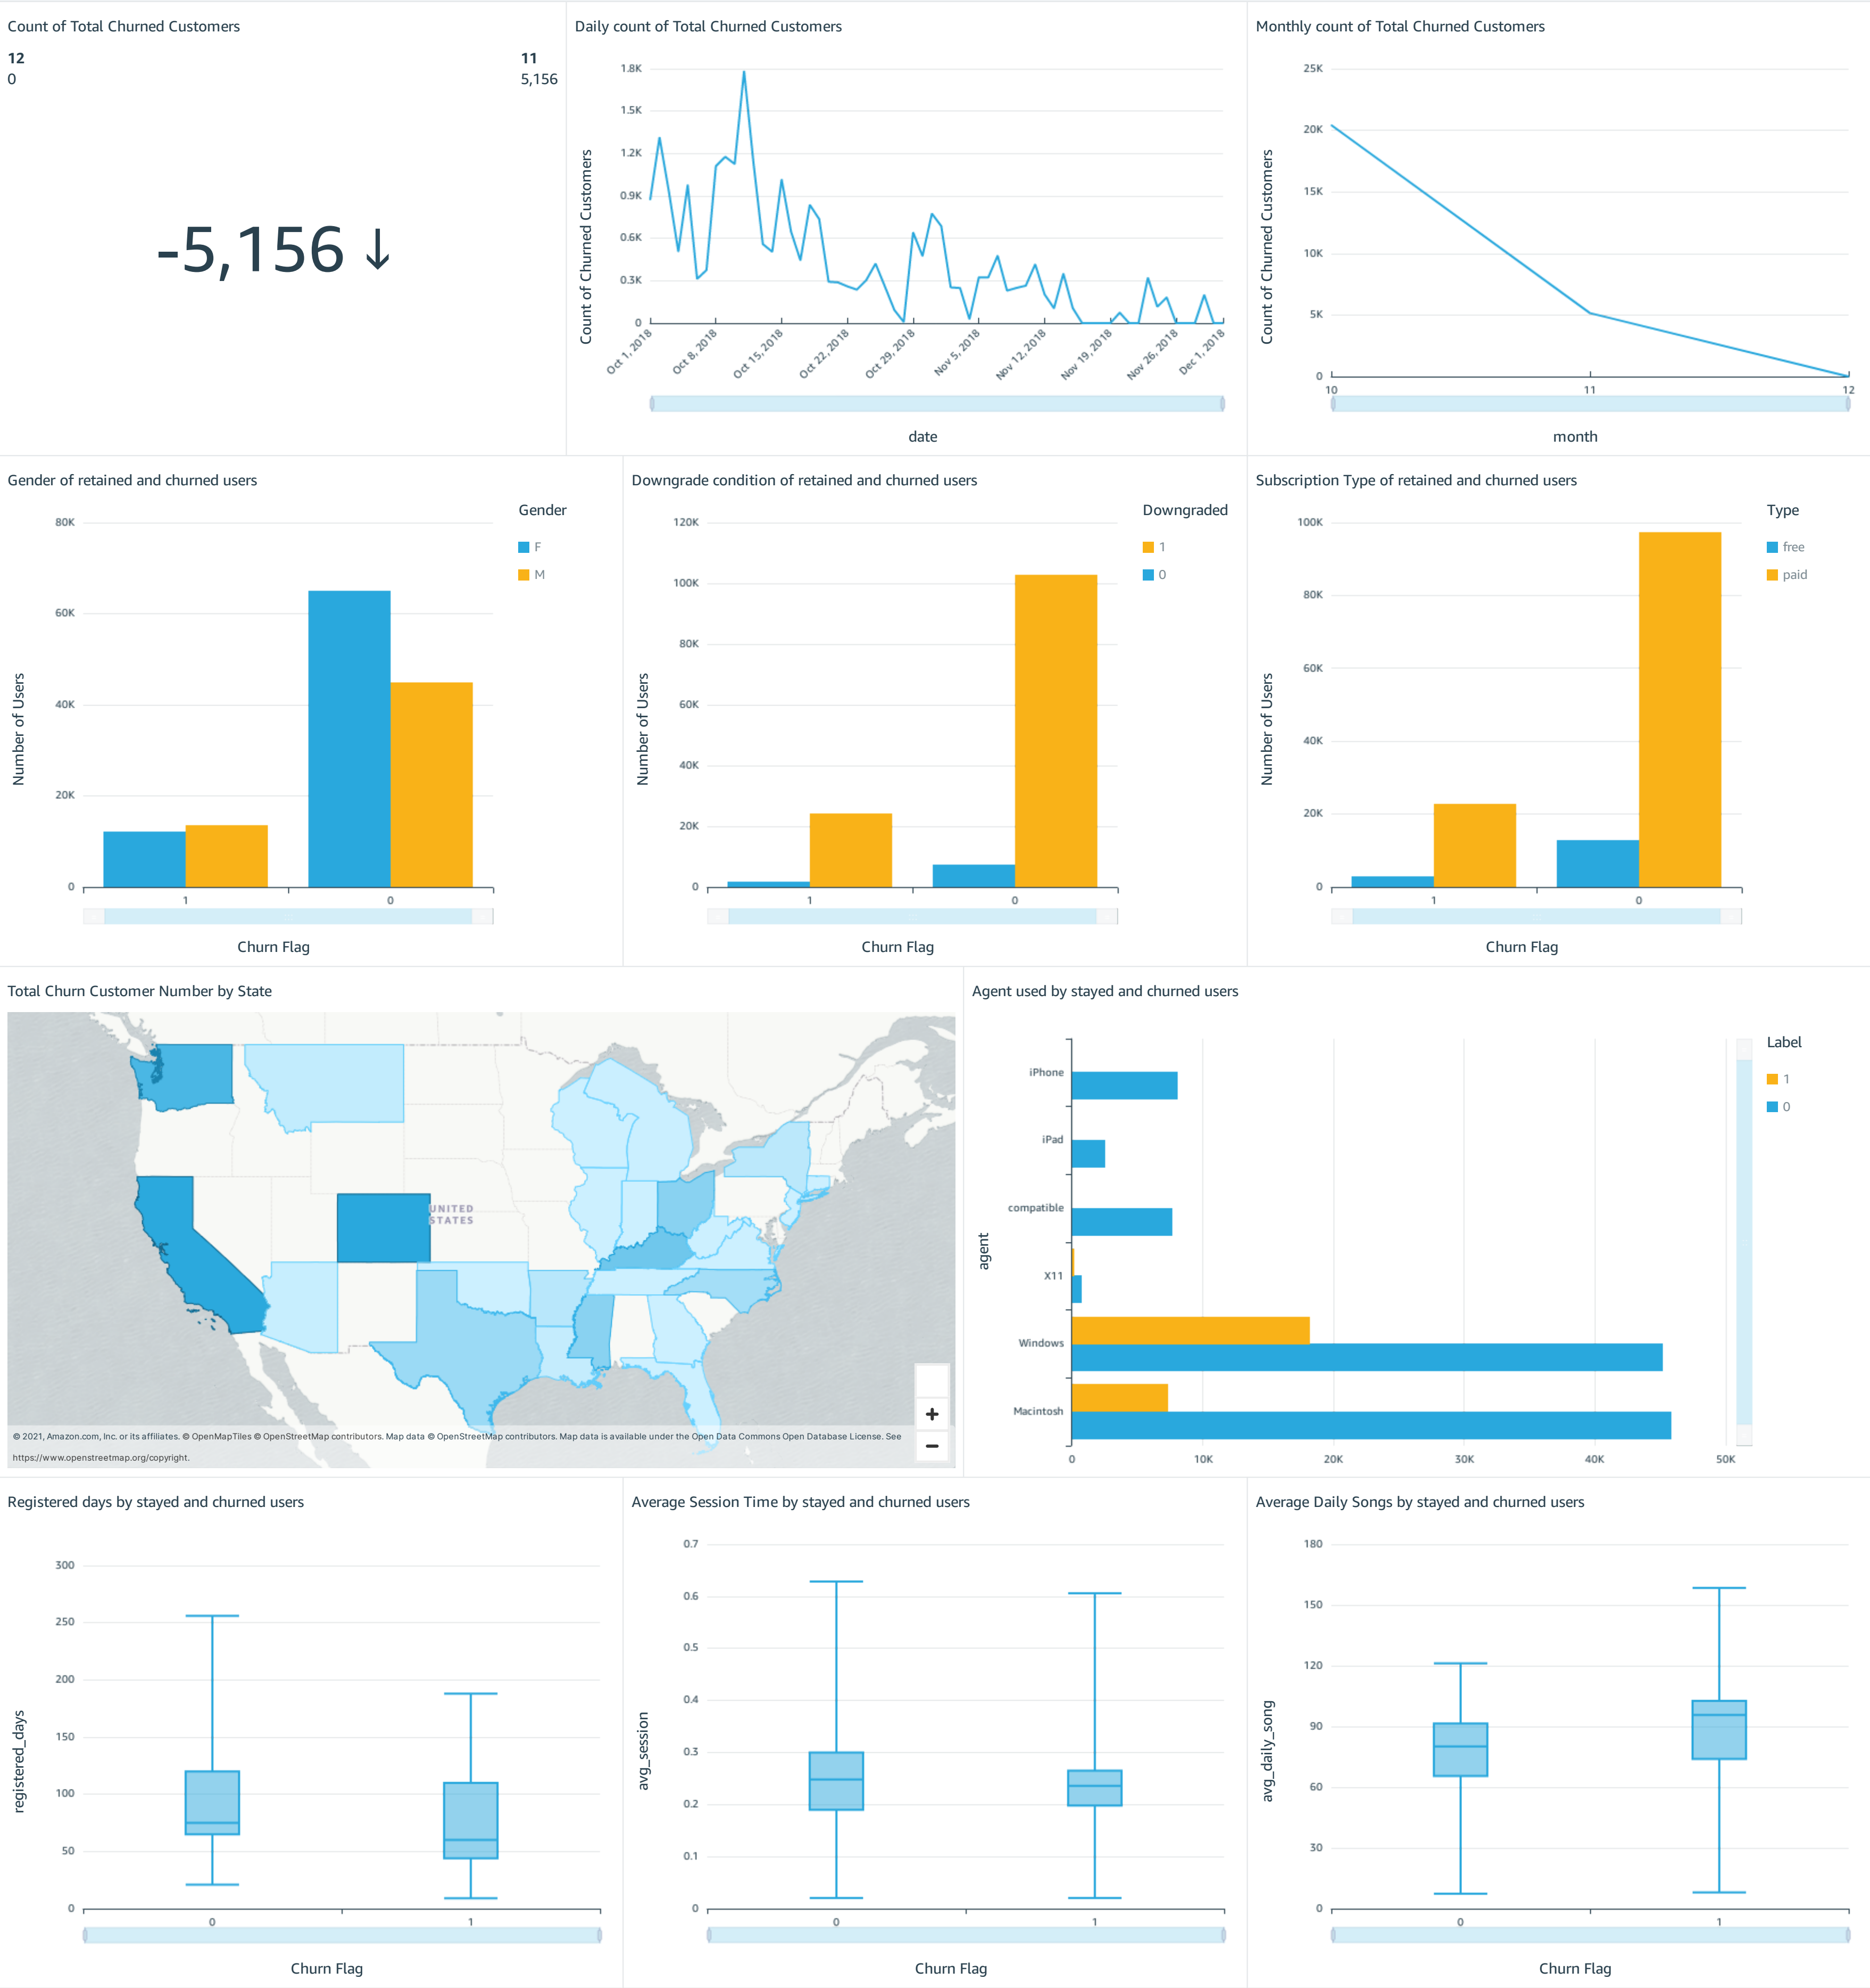 Count of Total Churned Customers
12
0
11
5,156
-5,156 ↓
Daily count of Total Churned Customers
Count of Churned Customers
1.8K
1.5K
1.2K
0.9K
0.6K
0.3K
0
Oct 1, 2018
Oct 8, 2018
Oct 15, 2018
Oct 22, 2018
Oct 29, 2018
Nov 5, 2018
Nov 12, 2018
Nov 19, 2018
Nov 26, 2018
Dec 1, 2018
date
Monthly count of Total Churned Customers
Count of Churned Customers
25K
20K
15K
10K
5K
0
10
11
12
month
Gender of retained and churned users
Number of Users
80K
60K
40K
20K
0
1
0
Churn Flag
Gender
F
M
Downgrade condition of retained and churned users
Number of Users
120K
100K
80K
60K
40K
20K
0
1
0
Churn Flag
Downgraded
1
0
Subscription Type of retained and churned users
Number of Users
100K
80K
60K
40K
20K
0
1
0
Churn Flag
Type
free
paid
Total Churn Customer Number by State
UNITED
STATES
+
−
© 2021, Amazon.com, Inc. or its affiliates. © OpenMapTiles © OpenStreetMap contributors. Map data © OpenStreetMap contributors. Map data is available under the Open Data Commons Open Database License. See
https://www.openstreetmap.org/copyright.
Agent used by stayed and churned users
agent
iPhone
iPad
compatible
X11
Windows
Macintosh
0
10K
20K
30K
40K
50K
Label
1
0
Registered days by stayed and churned users
registered_days
300
250
200
150
100
50
0
0
1
Churn Flag
Average Session Time by stayed and churned users
avg_session
0.7
0.6
0.5
0.4
0.3
0.2
0.1
0
0
1
Churn Flag
Average Daily Songs by stayed and churned users
avg_daily_song
180
150
120
90
60
30
0
0
1
Churn Flag